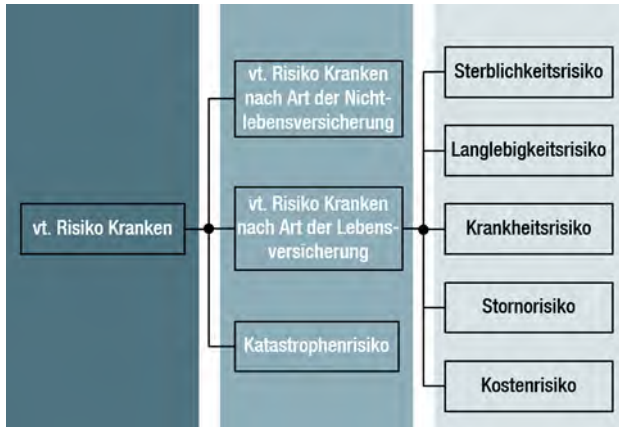 vt. Risiko Kranken
vt. Risiko Kranken
nach Art der Nicht-
lebensversicherung
vt. Risiko Kranken
nach Art der Lebens-
versicherung
Katastrophenrisiko
Sterblichkeitsrisiko
Langlebigkeitsrisiko
Krankheitsrisiko
Stornorisiko
Kostenrisiko